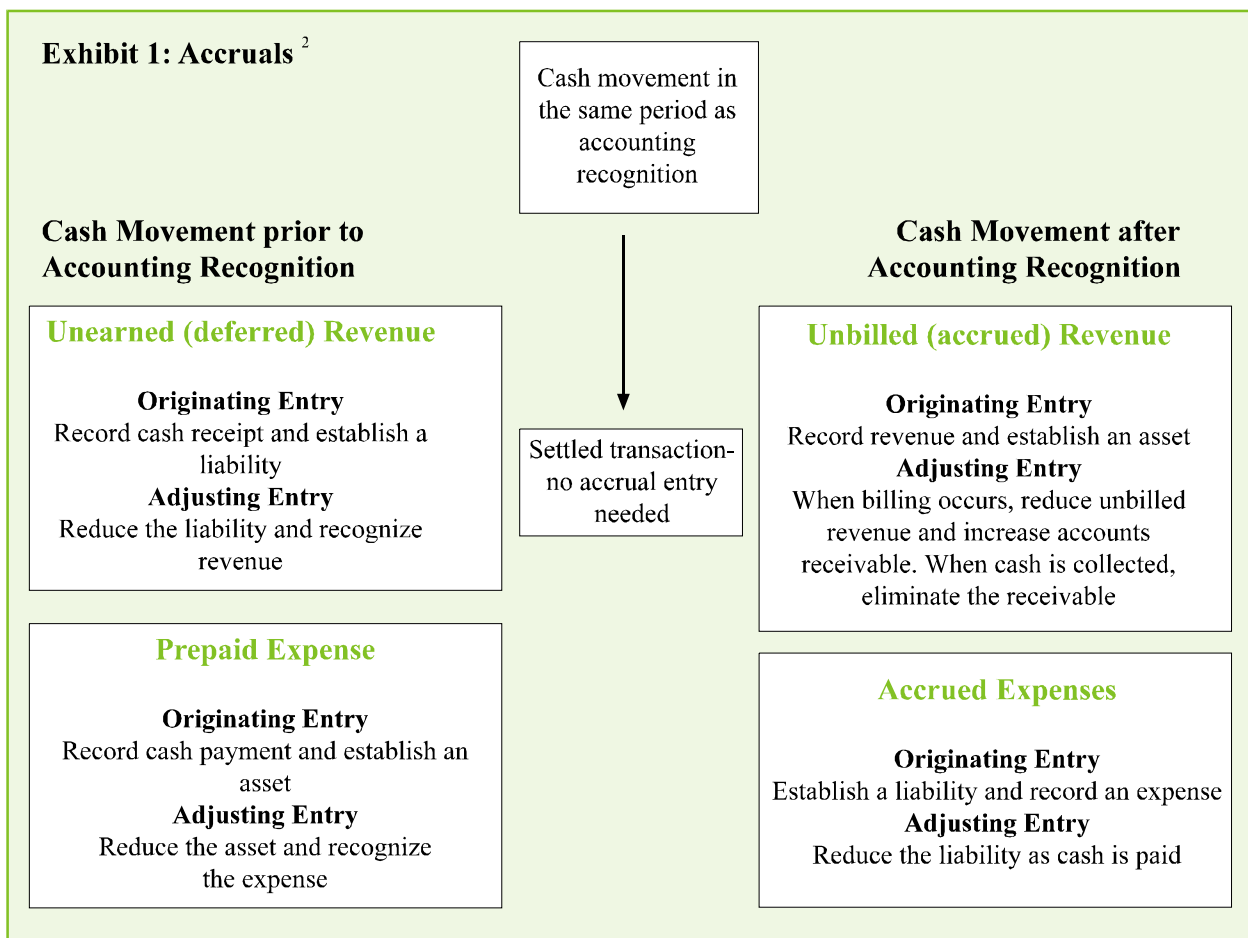 Exhibit 1: Accruals 2
Cash movement in
the same period as
accounting
recognition
Cash Movement prior to
Accounting Recognition
Cash Movement after
Accounting Recognition
Unearned (deferred) Revenue
Originating Entry
Record cash receipt and establish a
liability
Adjusting Entry
Reduce the liability and recognize
revenue
Settled transaction-
no accrual entry
needed
Unbilled (accrued) Revenue
Originating Entry
Record revenue and establish an asset
Adjusting Entry
When billing occurs, reduce unbilled
revenue and increase accounts
receivable. When cash is collected,
eliminate the receivable
Prepaid Expense
Originating Entry
Record cash payment and establish an
asset
Adjusting Entry
Reduce the asset and recognize
the expense
Accrued Expenses
Originating Entry
Establish a liability and record an expense
Adjusting Entry
Reduce the liability as cash is paid